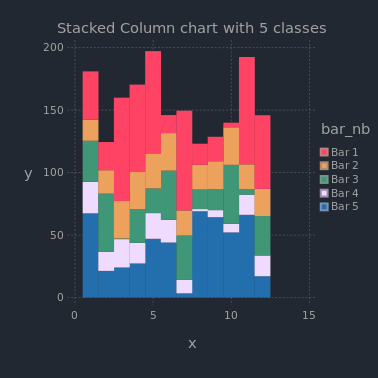 Stacked Column chart with 5 classes
200
150
100
50
0
0 5 10 15
x
y
bar_nb
Bar 1
Bar 2
Bar 3
Bar 4
Bar 5